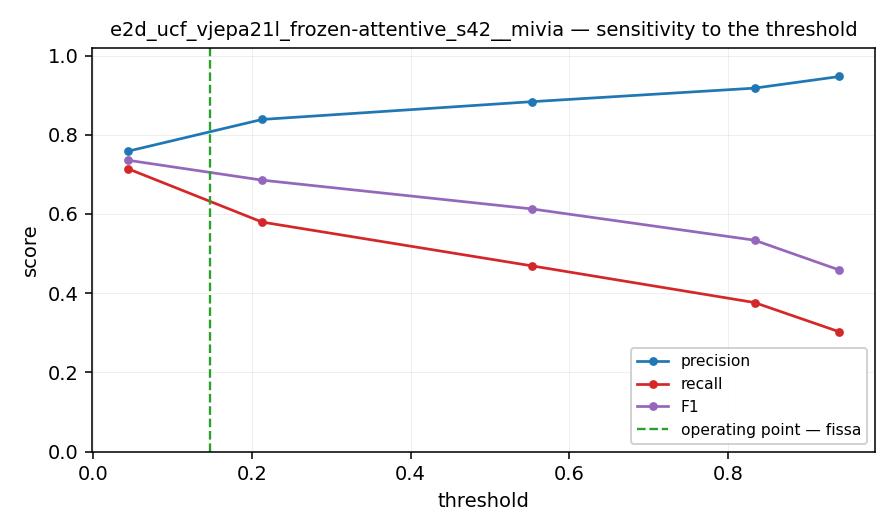 e2d_ucf_vjepa21l_frozen-attentive_s42__mivia — sensitivity to the threshold
1.0
0.8
0.6
0.4
0.2
0.0
score
0.0 0.2 0.4 0.6 0.8
threshold
precision
recall
F1
operating point — fissa